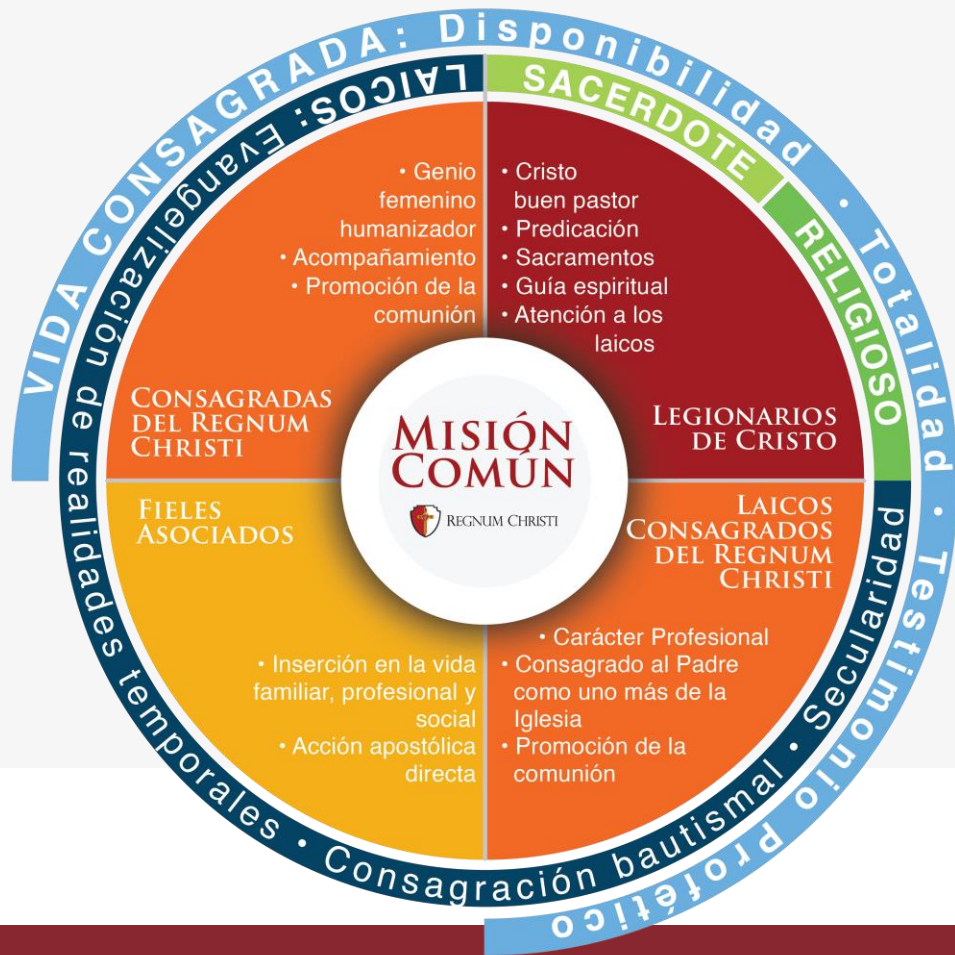 VIDA CONSAGRADA: Disponibilidad • Totalidad • Testimonio Profético
LAICOS: Evangelización de realidades temporales • Consagración bautismal • Secularidad
SACERDOTE
RELIGIOSO
• Genio
femenino
humanizador
• Acompañamiento
• Promoción de la
comunión
CONSAGRADAS
DEL REGNUM
CHRISTI
• Cristo
buen pastor
• Predicación
• Sacramentos
• Guía espiritual
• Atención a los
laicos
LEGIONARIOS
DE CRISTO
MISIÓN
COMÚN
REGNUM CHRISTI
FIELES
ASOCIADOS
• Inserción en la vida
familiar, profesional y
social
• Acción apostólica
directa
LAICOS
CONSAGRADOS
DEL REGNUM
CHRISTI
• Carácter Profesional
• Consagrado al Padre
como uno más de la
Iglesia
• Promoción de la
comunión